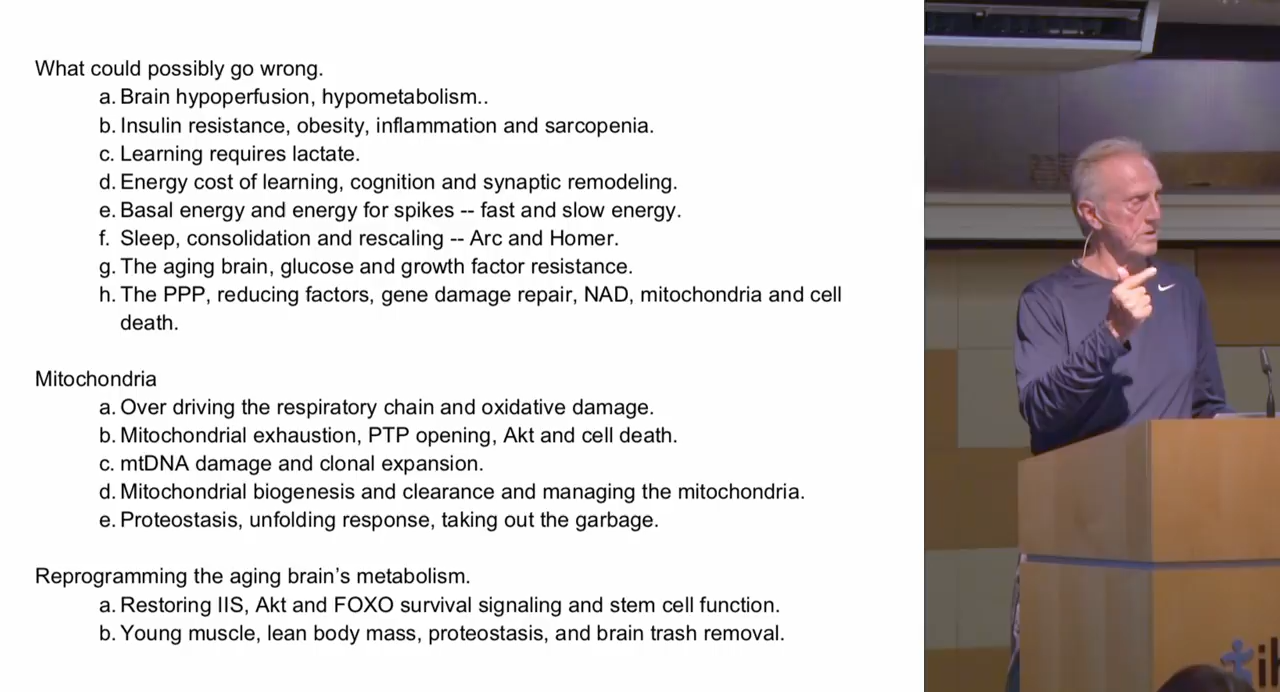 What could possibly go wrong.
a. Brain hypoperfusion, hypometabolism..
b. Insulin resistance, obesity, inflammation and sarcopenia.
c. Learning requires lactate.
d. Energy cost of learning, cognition and synaptic remodeling.
e. Basal energy and energy for spikes -- fast and slow energy.
f. Sleep, consolidation and rescaling -- Arc and Homer.
g. The aging brain, glucose and growth factor resistance.
h. The PPP, reducing factors, gene damage repair, NAD, mitochondria and cell
death.
Mitochondria
a. Over driving the respiratory chain and oxidative damage.
b. Mitochondrial exhaustion, PTP opening, Akt and cell death.
c. mtDNA damage and clonal expansion.
d. Mitochondrial biogenesis and clearance and managing the mitochondria.
e. Proteostasis, unfolding response, taking out the garbage.
Reprogramming the aging brain’s metabolism.
a. Restoring IIS, Akt and FOXO survival signaling and stem cell function.
b. Young muscle, lean body mass, proteostasis, and brain trash removal.